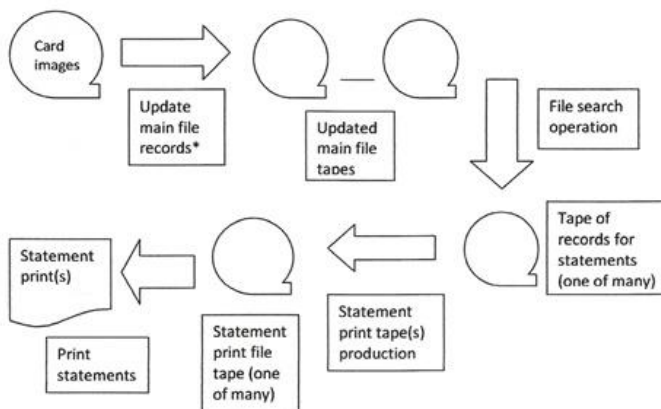 Card
images
Update
main file
records*
Updated
main file
tapes
File search
operation
Tape of
records for
statements
(one of many)
Statement
print tape(s)
production
Statement
print file
tape (one
of many)
Statement
print(s)
Print
statements